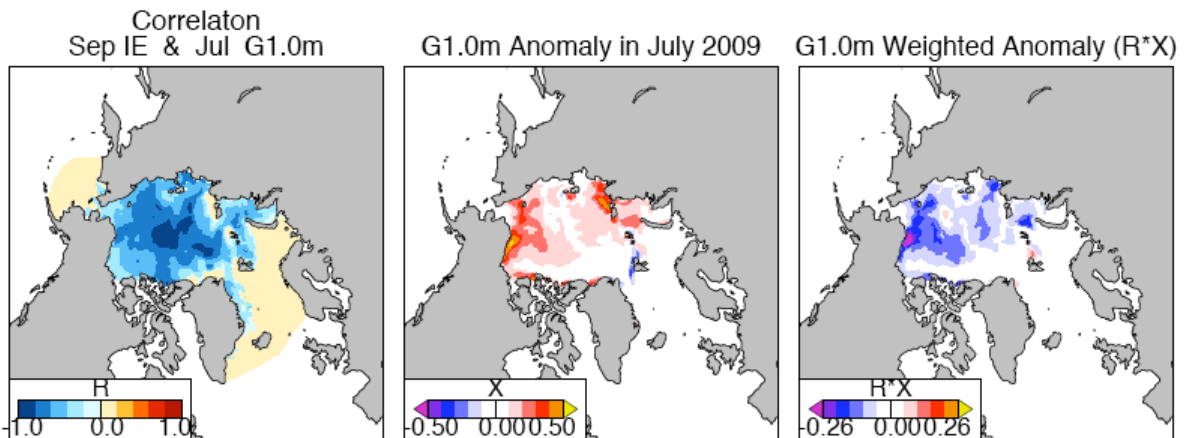 Correlaton
Sep IE & Jul G1.0m
G1.0m Anomaly in July 2009
G1.0m Weighted Anomaly (R*X)
R
-1.0 0.0 1.0
X
-0.50 0.00 0.50
R*X
-0.26 0.00 0.26